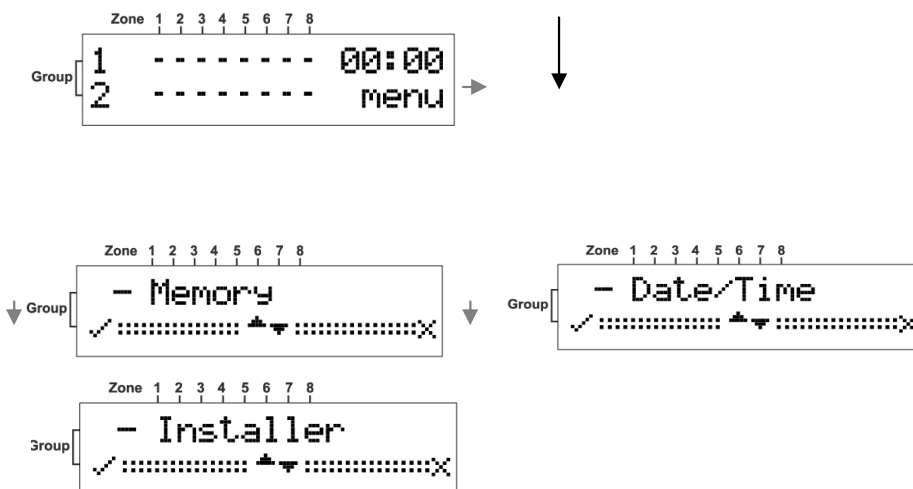 Zone 1 2 3 4 5 6 7 8
Group
1 - - - - - - - - 00:00
2 - - - - - - - - menu
Zone 1 2 3 4 5 6 7 8
Group
- Memory
Zone 1 2 3 4 5 6 7 8
Group
- Date/Time
Zone 1 2 3 4 5 6 7 8
Group
- Installer